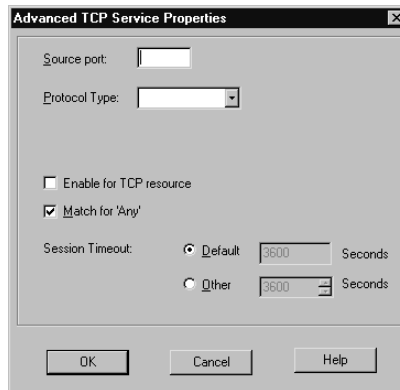 Advanced TCP Service Properties
Source port:
Protocol Type:
Enable for TCP resource
Match for 'Any'
Session Timeout: Default 3600 Seconds
Other 3600 Seconds
OK Cancel Help